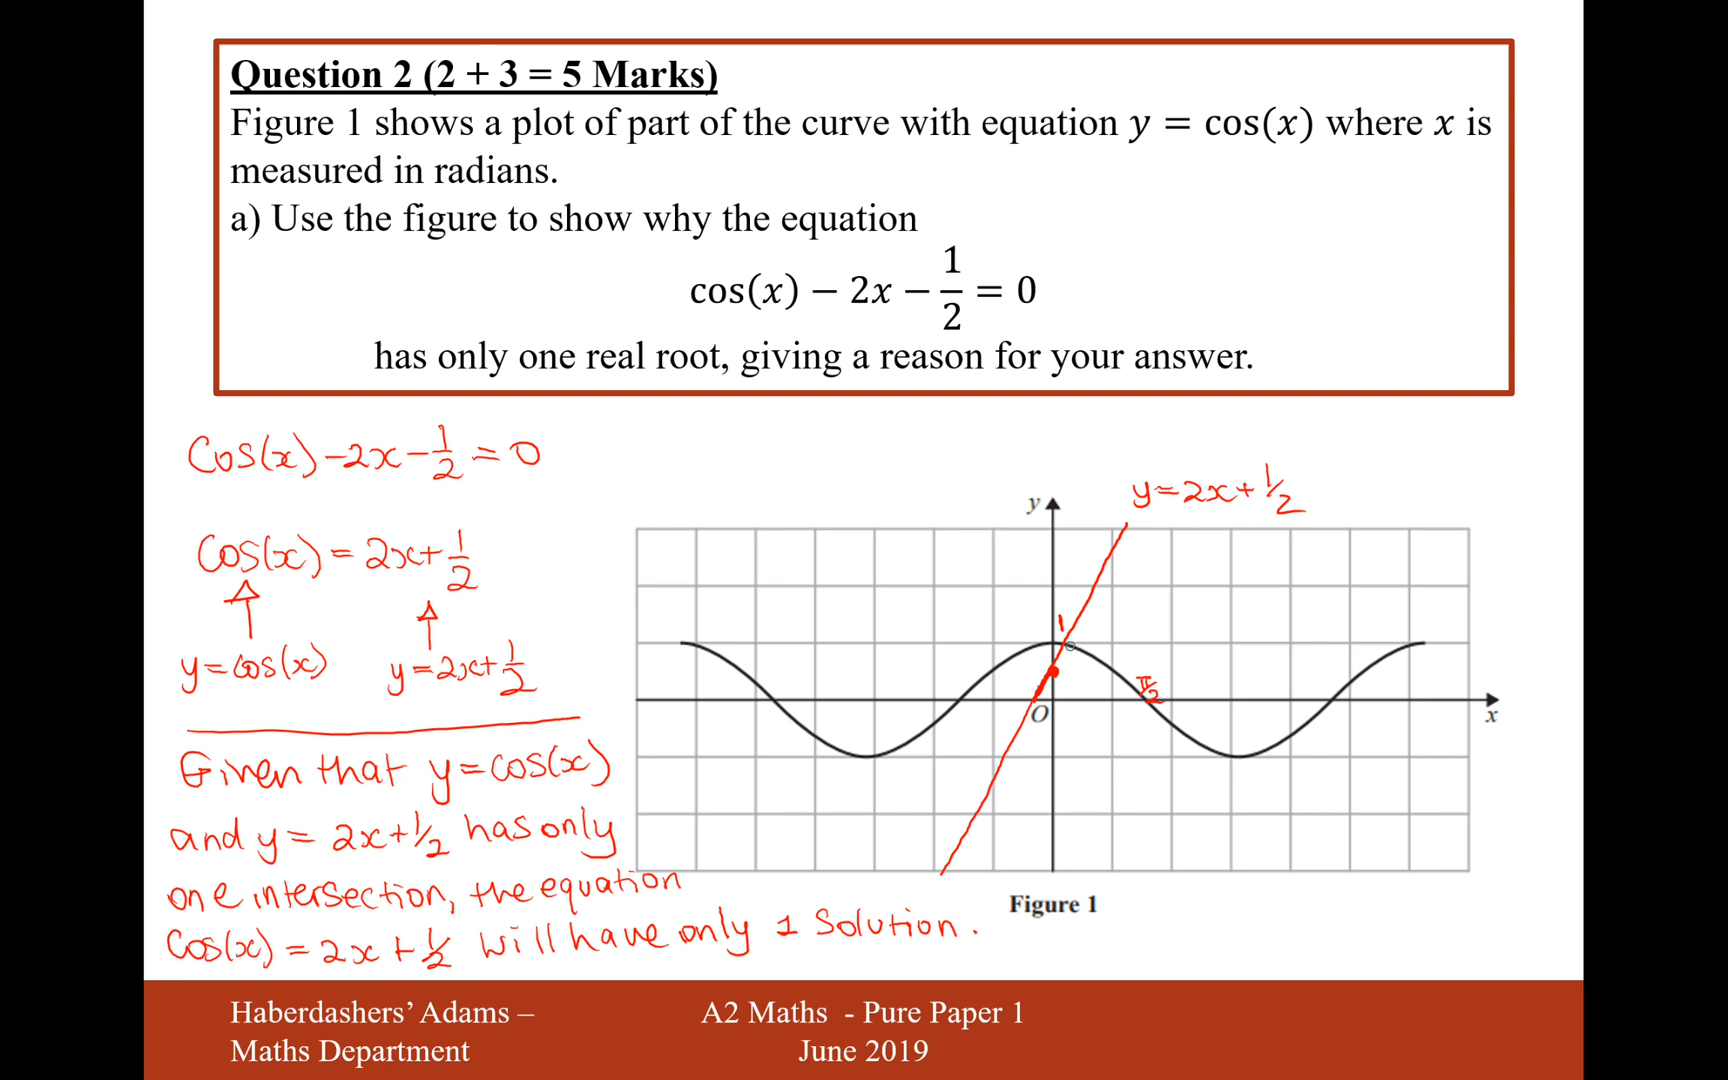 Question 2 (2 + 3 = 5 Marks)
Figure 1 shows a plot of part of the curve with equation y = cos(x) where x is
measured in radians.
a) Use the figure to show why the equation
cos(x) − 2x − 1/2 = 0
has only one real root, giving a reason for your answer.
Cos(x) − 2x − 1/2 = 0
Cos(x) = 2x + 1/2
y = cos(x) y = 2x + 1/2
Given that y = cos(x)
and y = 2x + 1/2 has only
one intersection, the equation
Cos(x) = 2x + 1/2 will have only 1 solution.
y = 2x + 1/2
y
1
π/2
O
x
Figure 1
Haberdashers’ Adams –
Maths Department
A2 Maths - Pure Paper 1
June 2019